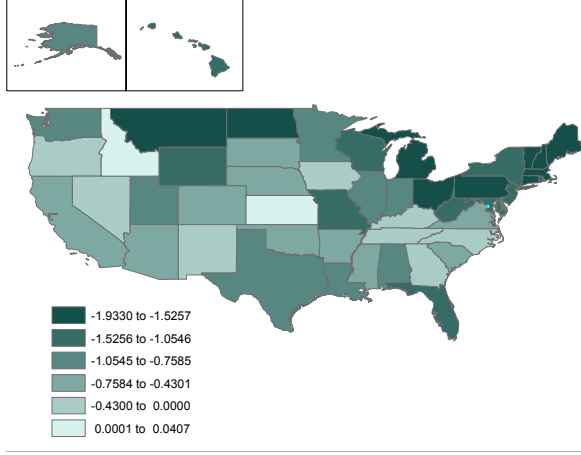 -1.9330 to -1.5257
-1.5256 to -1.0546
-1.0545 to -0.7585
-0.7584 to -0.4301
-0.4300 to 0.0000
0.0001 to 0.0407